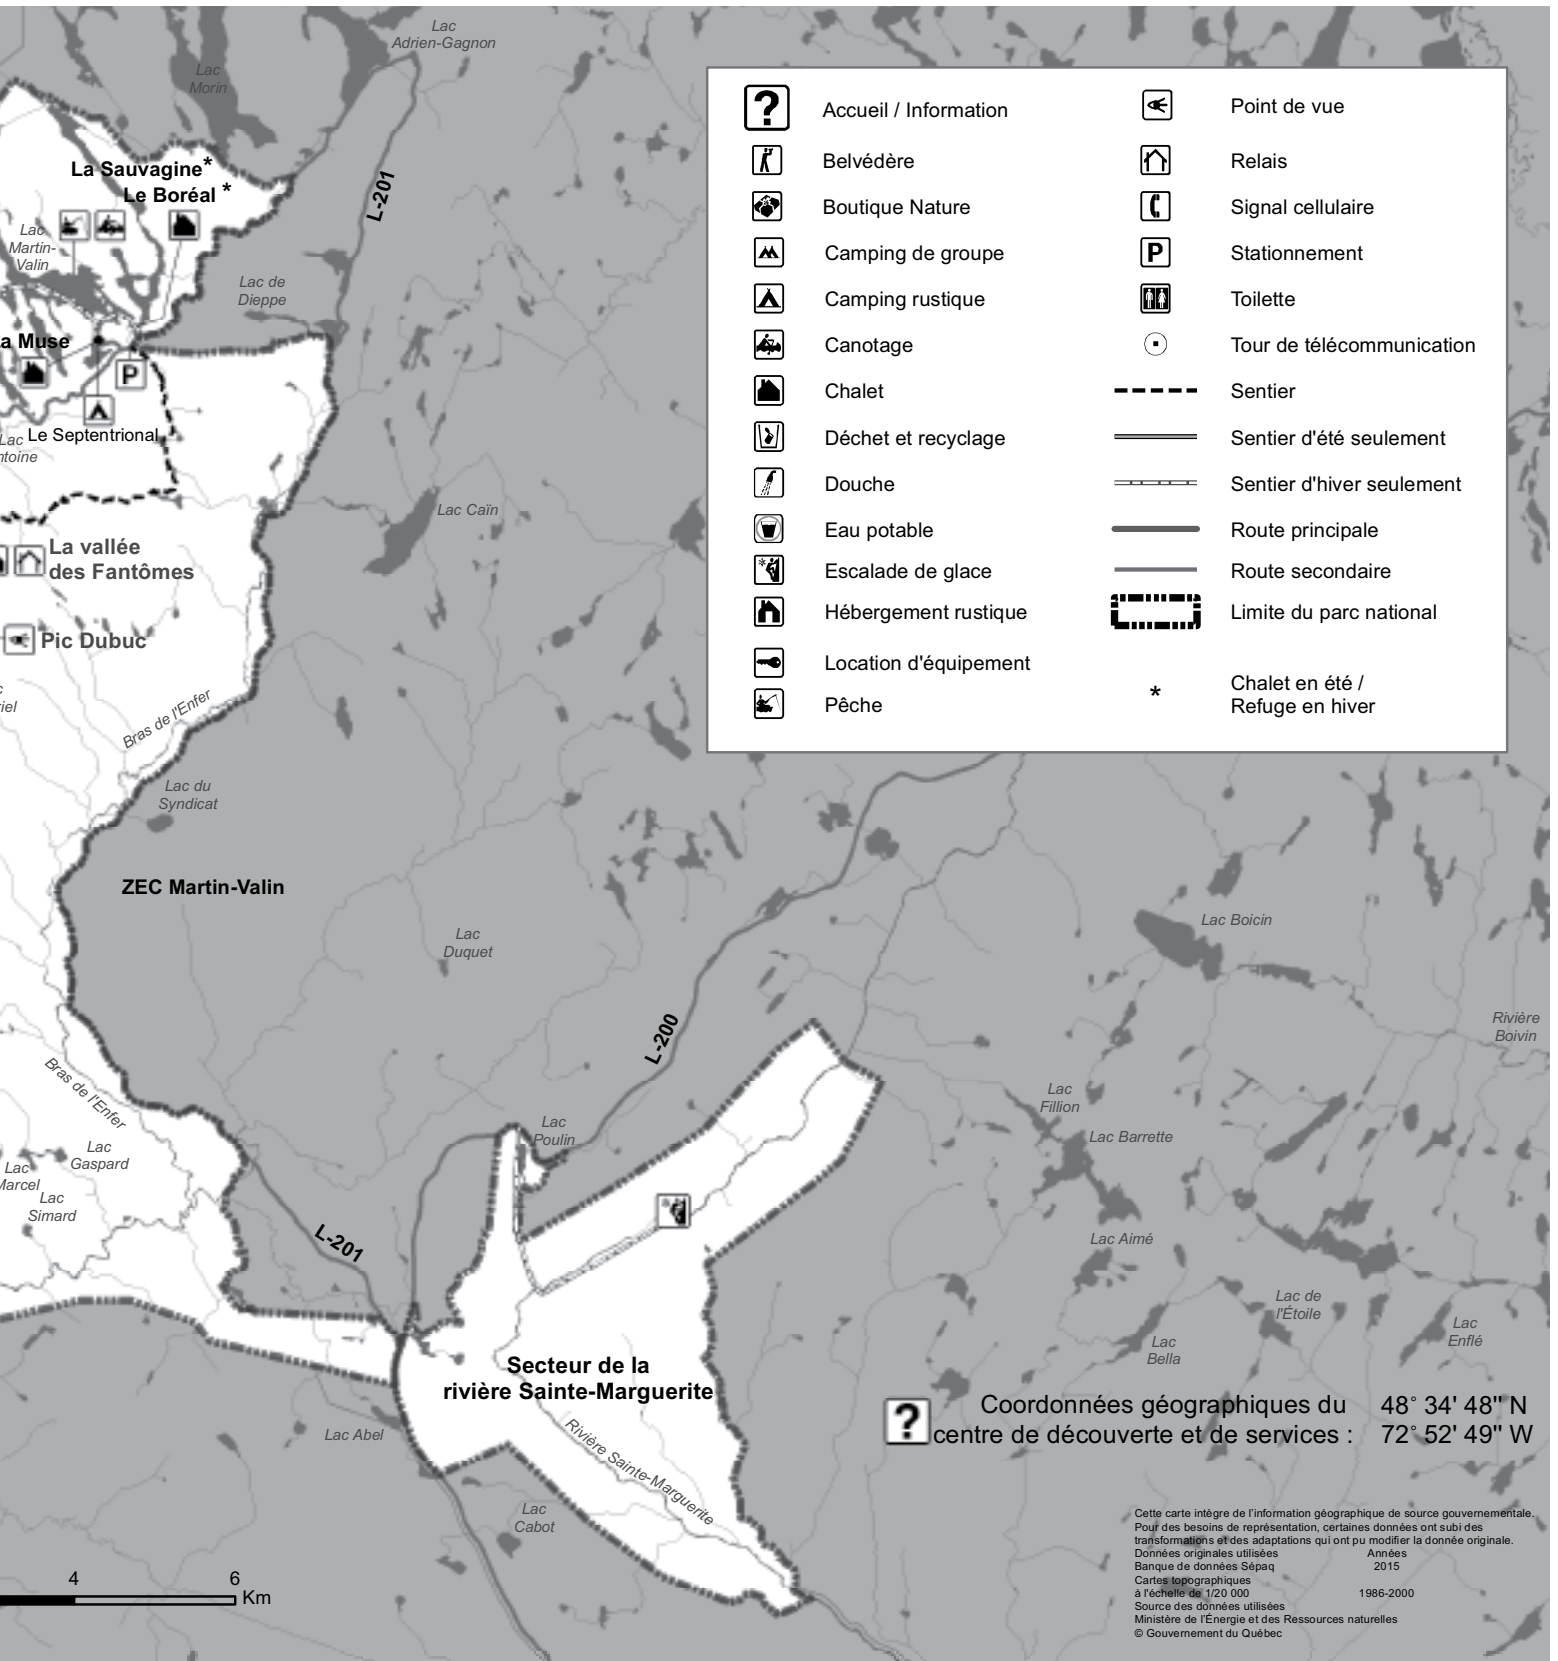 Lac
Adrien-Gagnon
Lac
Morin
La Sauvagine*
Le Boréal *
L-201
Lac
Martin-
Valin
Lac de
Dieppe
a Muse
P
Le Septentrional
Lac
ntoine
Lac Caïn
La vallée
des Fantômes
Pic Dubuc
riel
Bras de l'Enfer
Lac du
Syndicat
ZEC Martin-Valin
Lac
Duquet
L-200
Lac Boicin
Rivière
Boivin
Bras de l'Enfer
Lac
Gaspard
Lac
Marcel
Lac
Simard
Lac
Poulin
Lac
Fillion
Lac Barrette
L-201
Lac Aimé
Lac de
l'Étoile
Lac
Enflé
Lac
Bella
Secteur de la
rivière Sainte-Marguerite
Rivière Sainte-Marguerite
Lac Abel
Lac
Cabot
4 6
Km
? Accueil / Information
Belvédère
Boutique Nature
Camping de groupe
Camping rustique
Canotage
Chalet
Déchet et recyclage
Douche
Eau potable
Escalade de glace
Hébergement rustique
Location d'équipement
Pêche
Point de vue
Relais
Signal cellulaire
P Stationnement
Toilette
Tour de télécommunication
Sentier
Sentier d'été seulement
Sentier d'hiver seulement
Route principale
Route secondaire
Limite du parc national
* Chalet en été /
Refuge en hiver
? Coordonnées géographiques du 48° 34' 48" N
centre de découverte et de services : 72° 52' 49" W
Cette carte intègre de l'information géographique de source gouvernementale.
Pour des besoins de représentation, certaines données ont subi des
transformations et des adaptations qui ont pu modifier la donnée originale.
Données originales utilisées Années
Banque de données Sépaq 2015
Cartes topographiques
à l'échelle de 1/20 000 1986-2000
Source des données utilisées
Ministère de l'Énergie et des Ressources naturelles
© Gouvernement du Québec